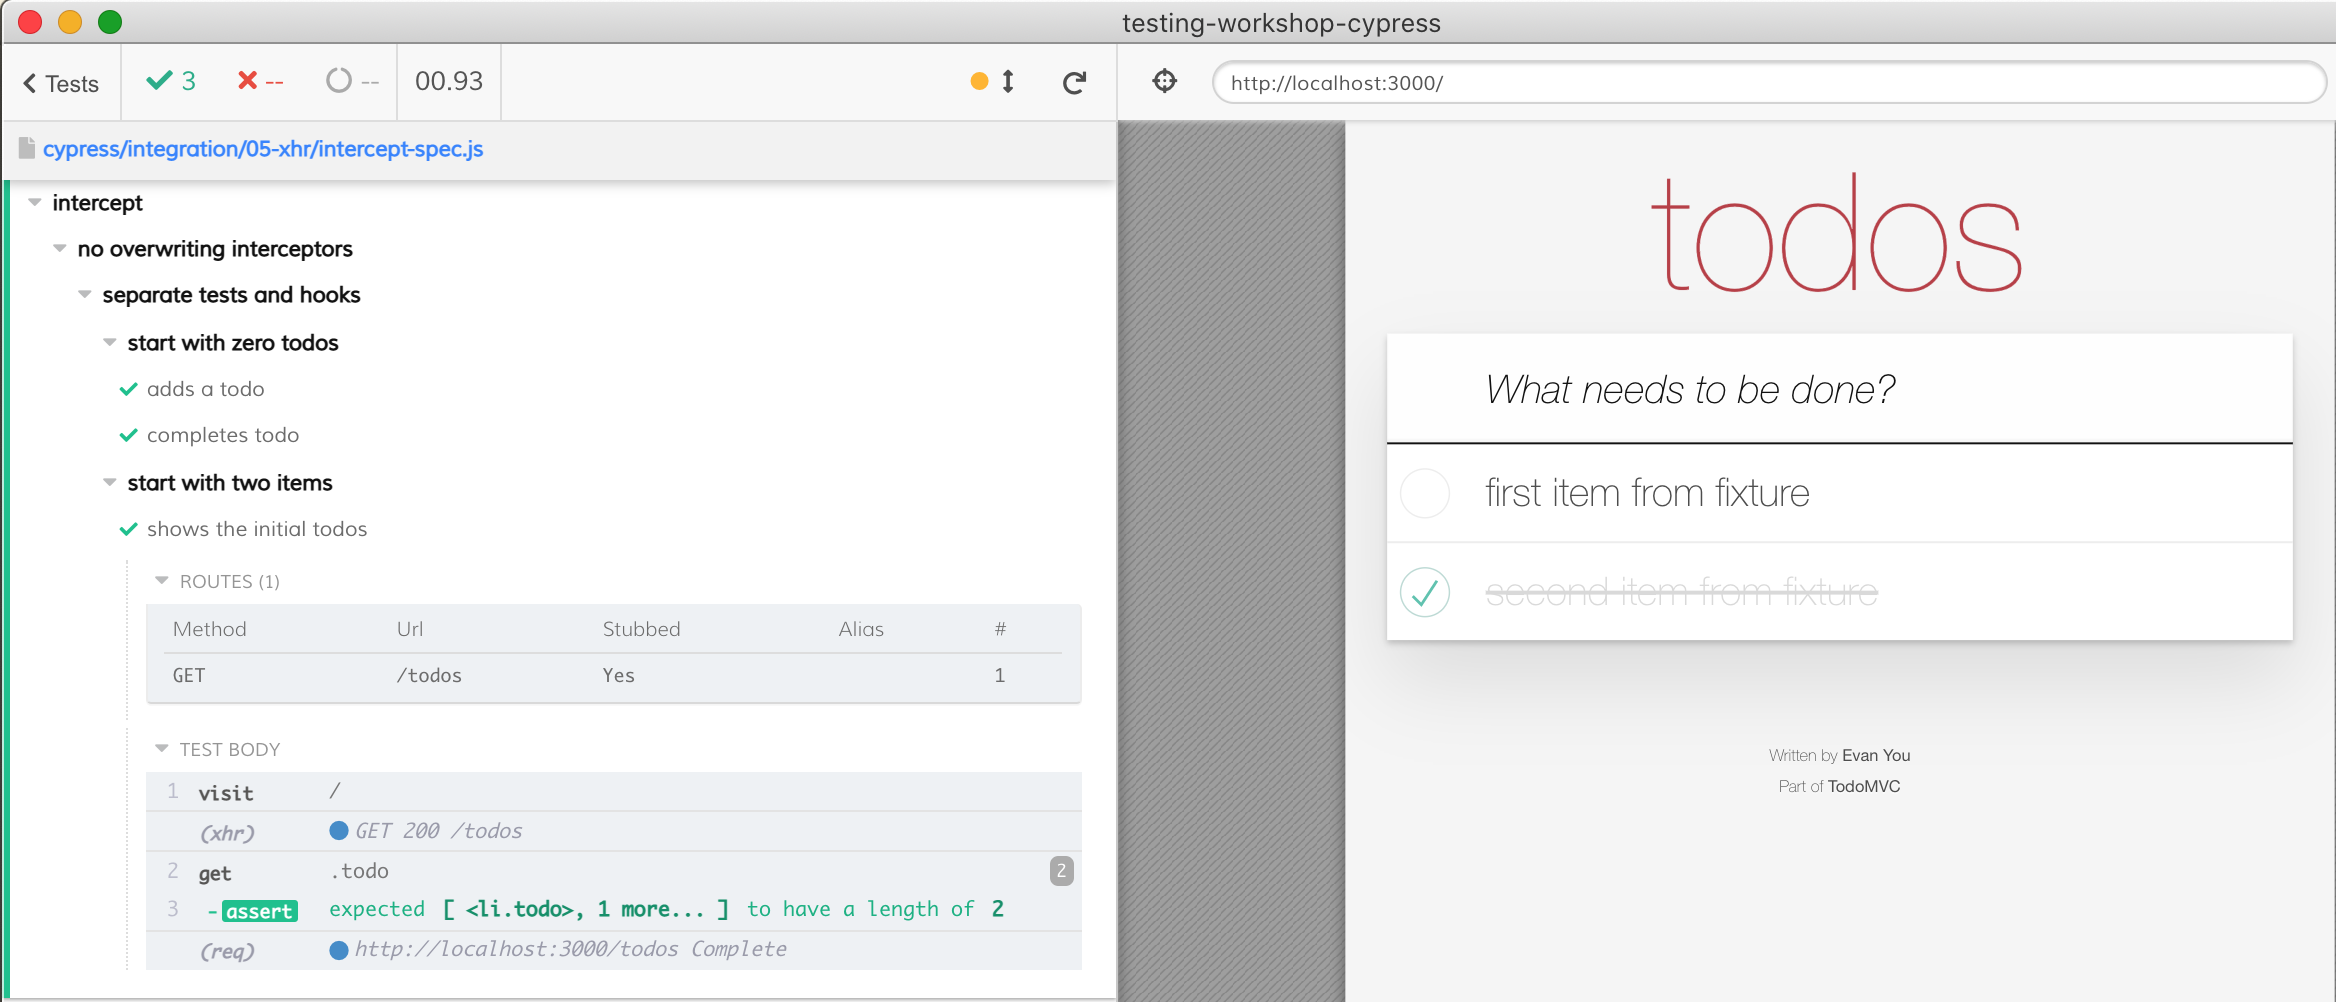 testing-workshop-cypress
Tests 3 -- -- 00.93
http://localhost:3000/
cypress/integration/05-xhr/intercept-spec.js
intercept
no overwriting interceptors
separate tests and hooks
start with zero todos
adds a todo
completes todo
start with two items
shows the initial todos
ROUTES (1)
Method Url Stubbed Alias #
GET /todos Yes 1
TEST BODY
1 visit /
(xhr) GET 200 /todos
2 get .todo 2
3 -assert expected [ <li.todo>, 1 more... ] to have a length of 2
(req) http://localhost:3000/todos Complete
todos
What needs to be done?
first item from fixture
second item from fixture
Written by Evan You
Part of TodoMVC